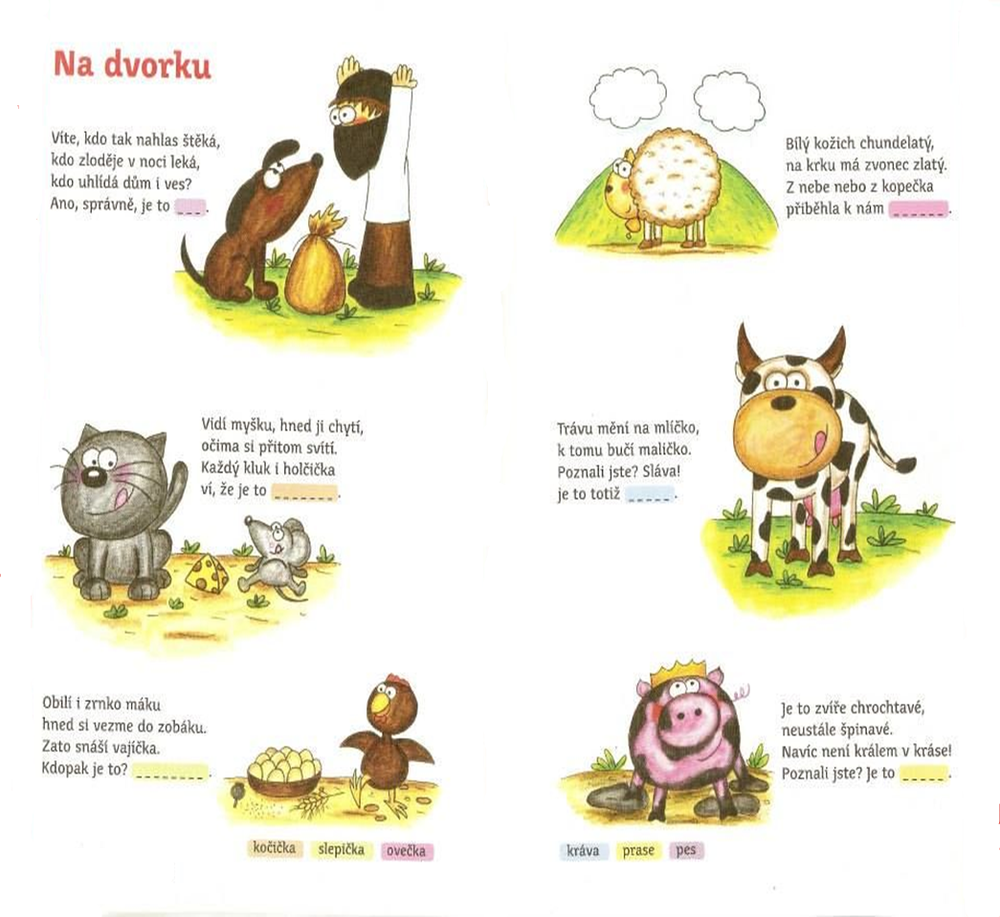 Na dvorku
Víte, kdo tak nahlas štěká,
kdo zloděje v noci leká,
kdo uhlídá dům i ves?
Ano, správně, je to _ _ _.
Vidí myšku, hned ji chytí,
očima si přitom svítí.
Každý kluk i holčička
ví, že je to _ _ _ _ _ _ _.
Obilí i zrnko máku
hned si vezme do zobáku.
Zato snáší vajíčka.
Kdopak je to? _ _ _ _ _ _ _ _.
kočička slepička ovečka
Bílý kožich chundelatý,
na krku má zvonec zlatý.
Z nebe nebo z kopečka
přiběhla k nám _ _ _ _ _ _.
Trávu mění na mlíčko,
k tomu bučí maličko.
Poznali jste? Sláva!
je to totiž _ _ _ _ _.
Je to zvíře chrochtavé,
neustále špinavé.
Navíc není králem v kráse!
Poznali jste? Je to _ _ _ _ _.
kráva prase pes